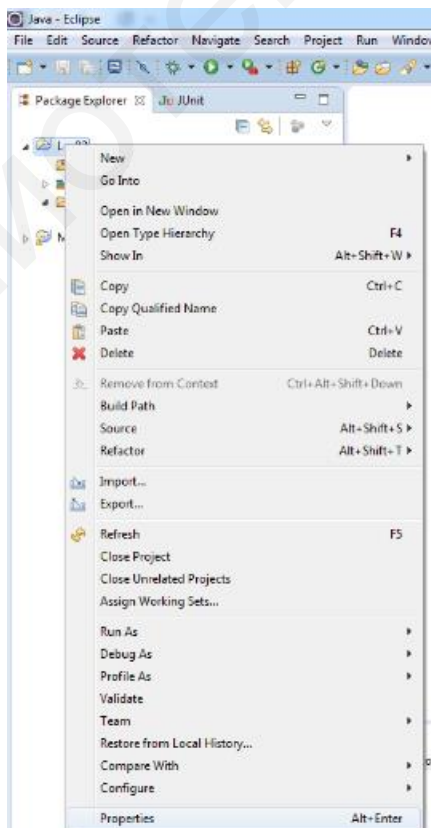 Java - Eclipse
File Edit Source Refactor Navigate Search Project Run Window
Package Explorer JUnit
New
Go Into
Open in New Window
Open Type Hierarchy F4
Show In Alt+Shift+W
Copy Ctrl+C
Copy Qualified Name
Paste Ctrl+V
Delete Delete
Remove from Context Ctrl+Alt+Shift+Down
Build Path
Source Alt+Shift+S
Refactor Alt+Shift+T
Import...
Export...
Refresh F5
Close Project
Close Unrelated Projects
Assign Working Sets...
Run As
Debug As
Profile As
Validate
Team
Restore from Local History...
Compare With
Configure
Properties Alt+Enter